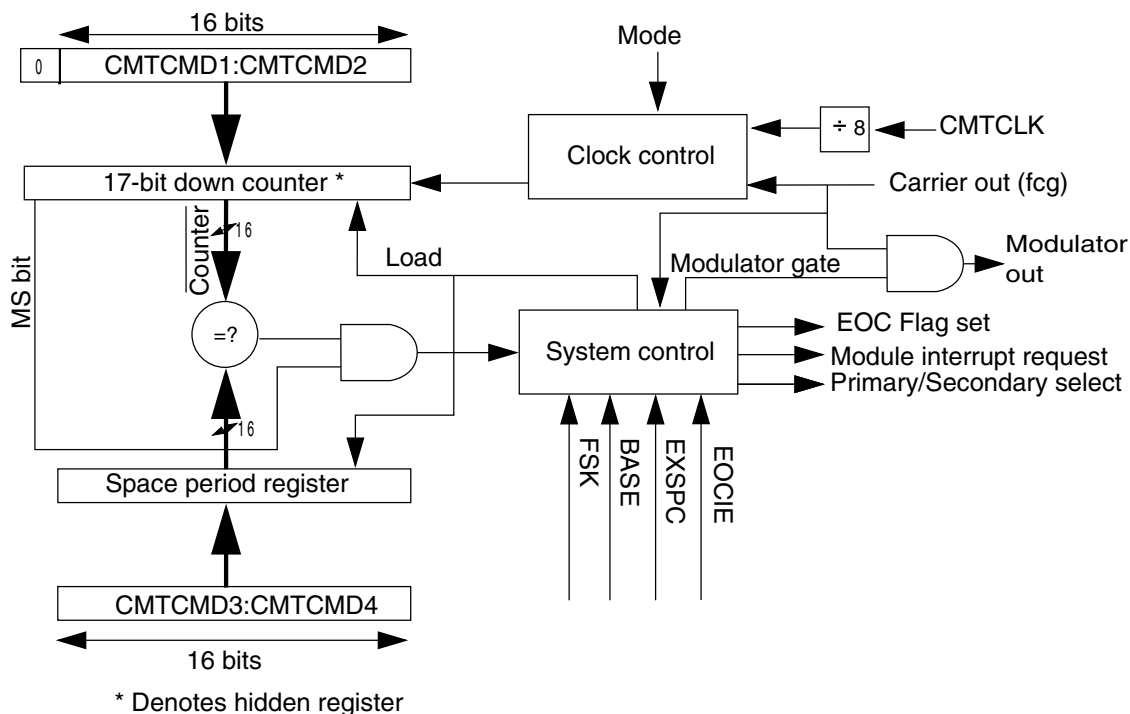 16 bits
0 CMTCMD1:CMTCMD2
Mode
÷ 8
CMTCLK
Clock control
17-bit down counter *
Carrier out (fcg)
16
Counter
MS bit
Load
Modulator gate
Modulator
out
=?
System control
EOC Flag set
Module interrupt request
Primary/Secondary select
16
FSK
BASE
EXSPC
EOCIE
Space period register
CMTCMD3:CMTCMD4
16 bits
* Denotes hidden register